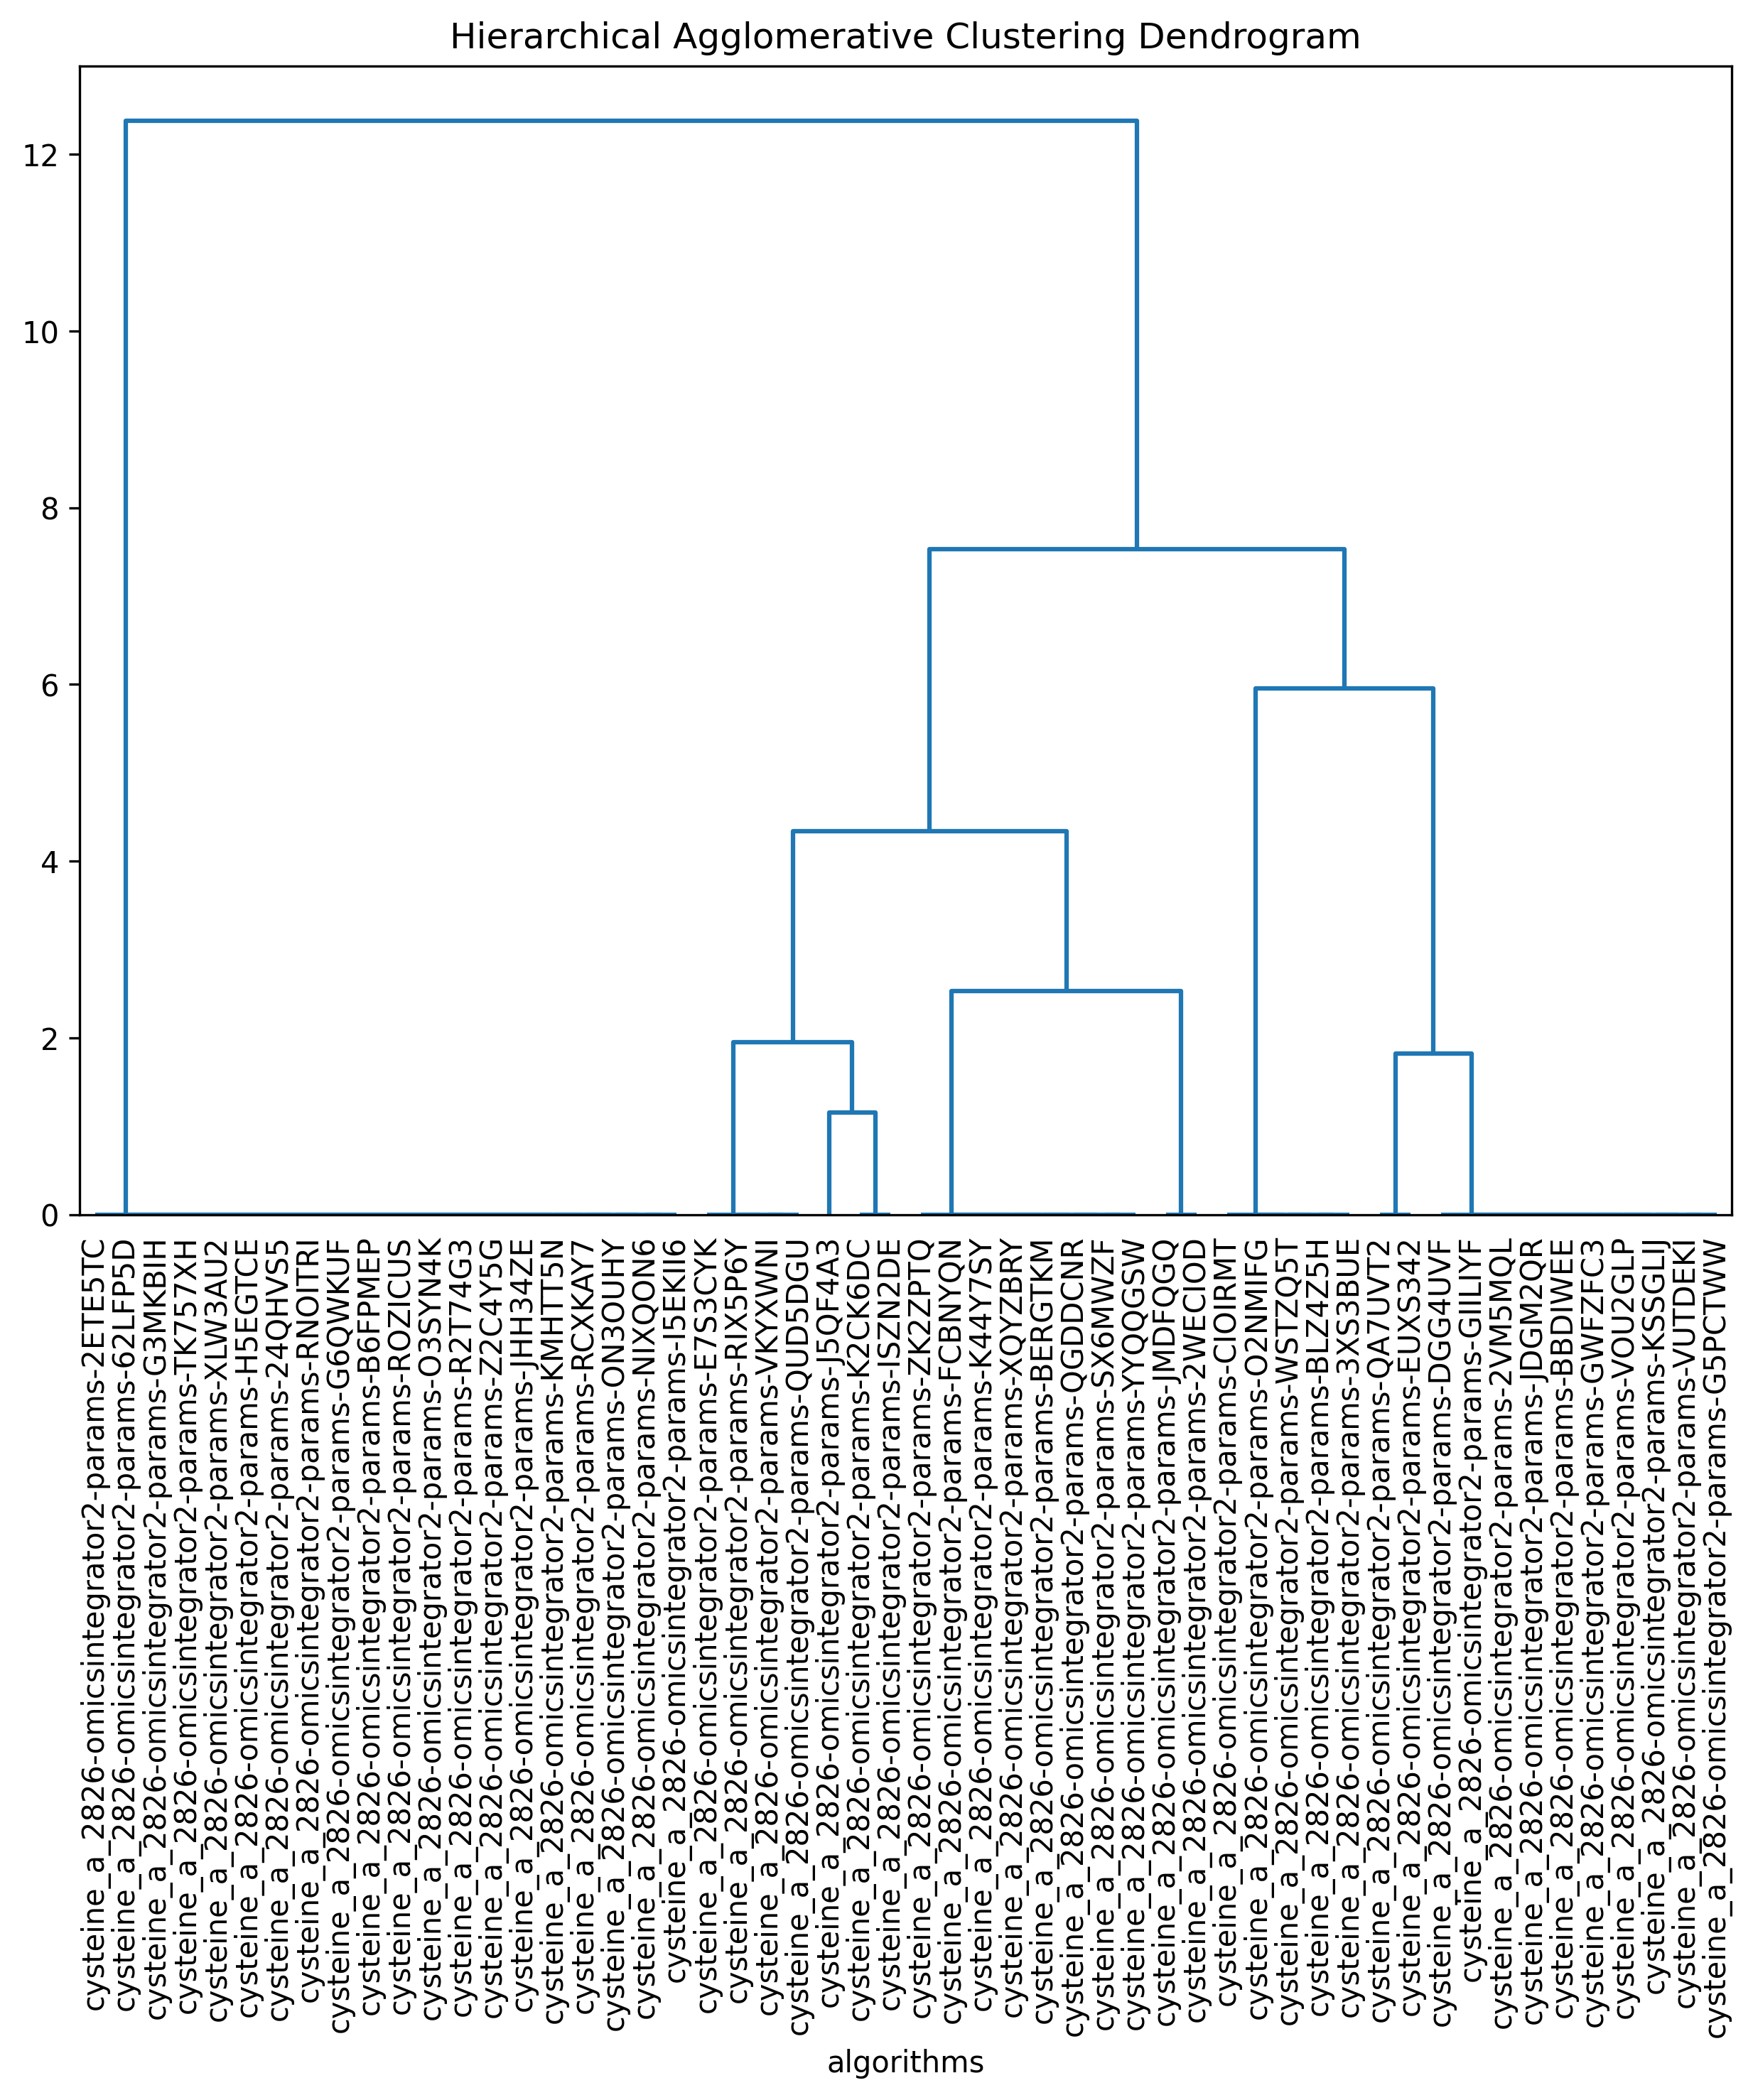 Hierarchical Agglomerative Clustering Dendrogram
12
10
8
6
4
2
0
cysteine_a_2826-omicsintegrator2-params-2ETE5TC
cysteine_a_2826-omicsintegrator2-params-62LFP5D
cysteine_a_2826-omicsintegrator2-params-G3MKBIH
cysteine_a_2826-omicsintegrator2-params-TK757XH
cysteine_a_2826-omicsintegrator2-params-XLW3AU2
cysteine_a_2826-omicsintegrator2-params-H5EGTCE
cysteine_a_2826-omicsintegrator2-params-24QHVS5
cysteine_a_2826-omicsintegrator2-params-RNOITRI
cysteine_a_2826-omicsintegrator2-params-G6QWKUF
cysteine_a_2826-omicsintegrator2-params-B6FPMEP
cysteine_a_2826-omicsintegrator2-params-ROZICUS
cysteine_a_2826-omicsintegrator2-params-O3SYN4K
cysteine_a_2826-omicsintegrator2-params-R2T74G3
cysteine_a_2826-omicsintegrator2-params-Z2C4Y5G
cysteine_a_2826-omicsintegrator2-params-JHH34ZE
cysteine_a_2826-omicsintegrator2-params-KMHTT5N
cysteine_a_2826-omicsintegrator2-params-RCXKAY7
cysteine_a_2826-omicsintegrator2-params-ON3OUHY
cysteine_a_2826-omicsintegrator2-params-NIXQON6
cysteine_a_2826-omicsintegrator2-params-I5EKII6
cysteine_a_2826-omicsintegrator2-params-E7S3CYK
cysteine_a_2826-omicsintegrator2-params-RIX5P6Y
cysteine_a_2826-omicsintegrator2-params-VKYXWNI
cysteine_a_2826-omicsintegrator2-params-QUD5DGU
cysteine_a_2826-omicsintegrator2-params-J5QF4A3
cysteine_a_2826-omicsintegrator2-params-K2CK6DC
cysteine_a_2826-omicsintegrator2-params-ISZN2DE
cysteine_a_2826-omicsintegrator2-params-ZK2ZPTQ
cysteine_a_2826-omicsintegrator2-params-FCBNYQN
cysteine_a_2826-omicsintegrator2-params-K44Y7SY
cysteine_a_2826-omicsintegrator2-params-XQYZBRY
cysteine_a_2826-omicsintegrator2-params-BERGTKM
cysteine_a_2826-omicsintegrator2-params-QGDDCNR
cysteine_a_2826-omicsintegrator2-params-SX6MWZF
cysteine_a_2826-omicsintegrator2-params-YYQQGSW
cysteine_a_2826-omicsintegrator2-params-JMDFQGQ
cysteine_a_2826-omicsintegrator2-params-2WECIOD
cysteine_a_2826-omicsintegrator2-params-CIOIRMT
cysteine_a_2826-omicsintegrator2-params-O2NMIFG
cysteine_a_2826-omicsintegrator2-params-WSTZQ5T
cysteine_a_2826-omicsintegrator2-params-BLZ4Z5H
cysteine_a_2826-omicsintegrator2-params-3XS3BUE
cysteine_a_2826-omicsintegrator2-params-QA7UVT2
cysteine_a_2826-omicsintegrator2-params-EUXS342
cysteine_a_2826-omicsintegrator2-params-DGG4UVF
cysteine_a_2826-omicsintegrator2-params-GIILIYF
cysteine_a_2826-omicsintegrator2-params-2VM5MQL
cysteine_a_2826-omicsintegrator2-params-JDGM2QR
cysteine_a_2826-omicsintegrator2-params-BBDIWEE
cysteine_a_2826-omicsintegrator2-params-GWFZFC3
cysteine_a_2826-omicsintegrator2-params-VOU2GLP
cysteine_a_2826-omicsintegrator2-params-KSSGLIJ
cysteine_a_2826-omicsintegrator2-params-VUTDEKI
cysteine_a_2826-omicsintegrator2-params-G5PCTWW
algorithms